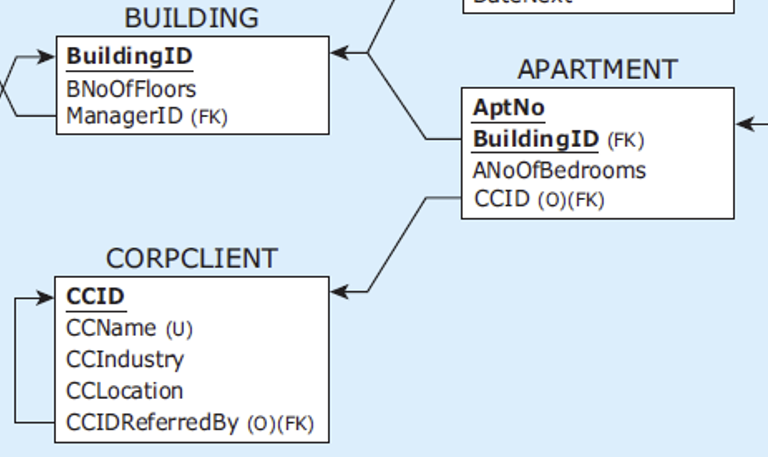 DateNext
BUILDING
BuildingID
BNoOfFloors
ManagerID (FK)
APARTMENT
AptNo
BuildingID (FK)
ANoOfBedrooms
CCID (O)(FK)
CORPCLIENT
CCID
CCName (U)
CCIndustry
CCLocation
CCIDReferredBy (O)(FK)